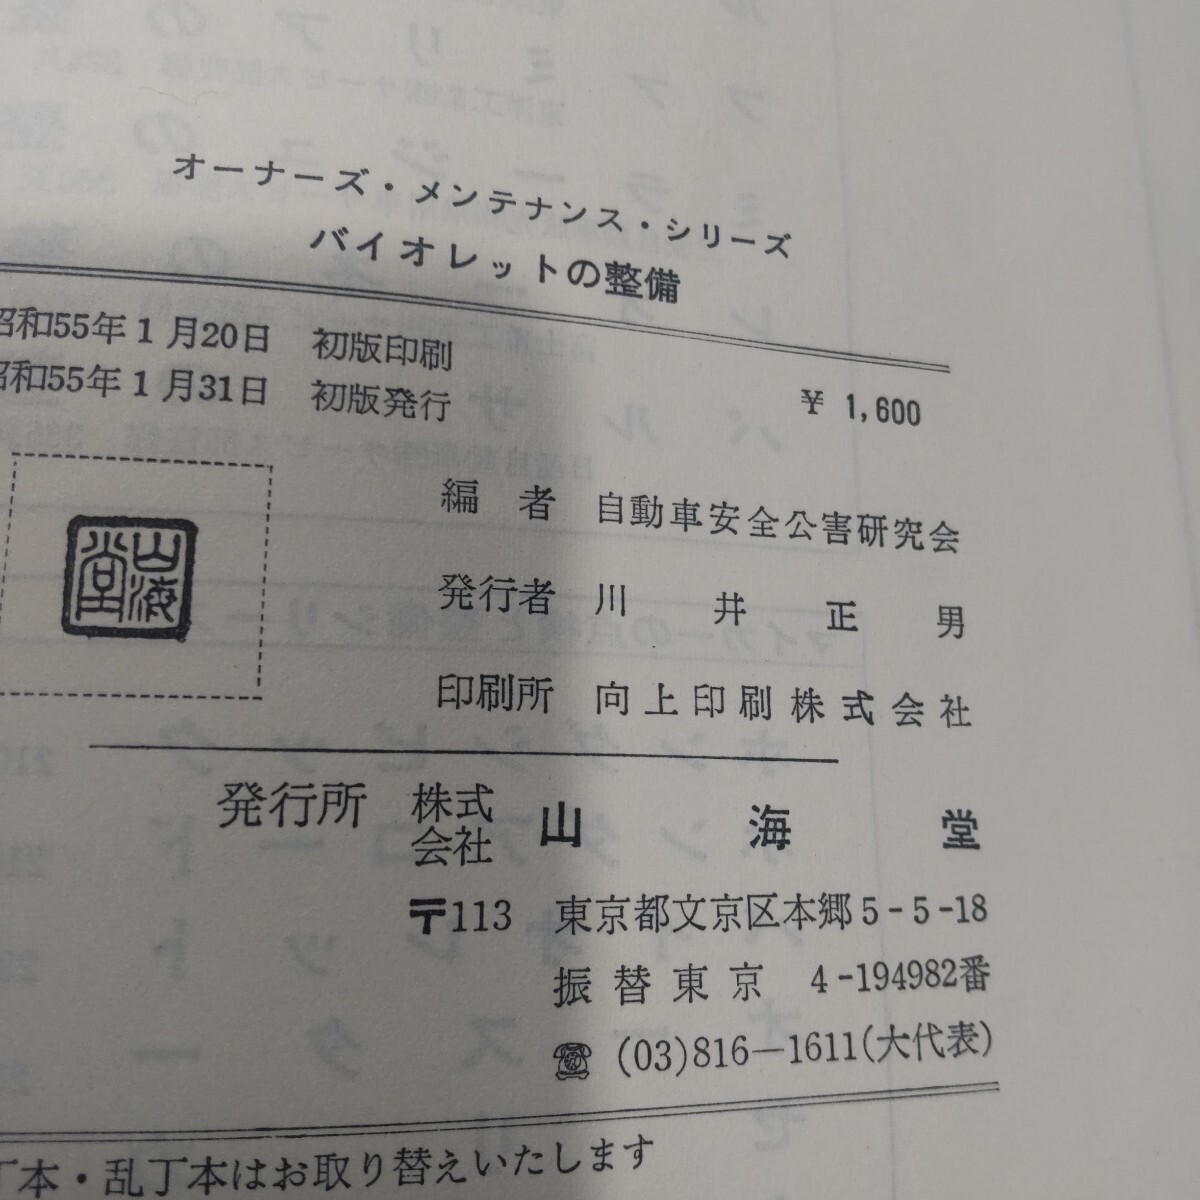 オーナーズ・メンテナンス・シリーズ
バイオレットの整備
昭和55年1月20日 初版印刷
昭和55年1月31日 初版発行
¥ 1,600
編者 自動車安全公害研究会
発行者 川井正男
印刷所 向上印刷株式会社
山海堂
発行所 株式会社 山海堂
〒113 東京都文京区本郷5-5-18
振替東京 4-194982番
☎ (03)816-1611(大代表)
丁本・乱丁本はお取り替えいたします